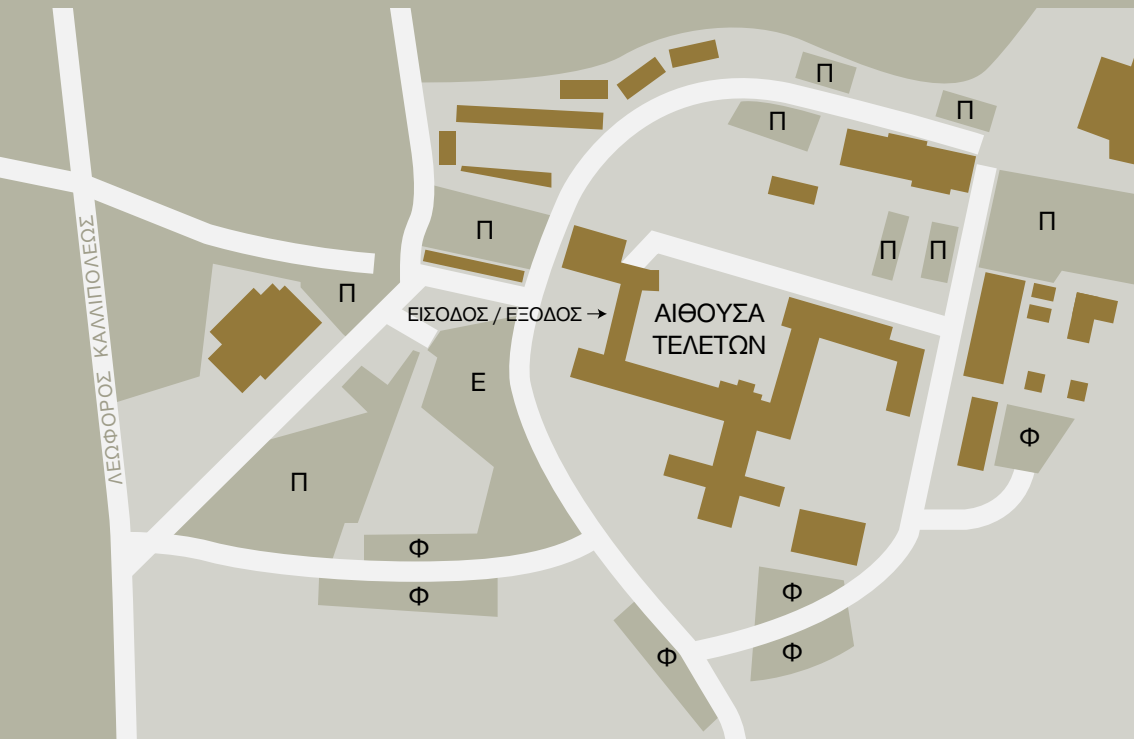 Π
Π
Π
Π
Π
Π
Π
ΛΕΩΦΟΡΟΣ ΚΑΛΛΙΠΟΛΕΩΣ
Π
ΕΙΣΟΔΟΣ / ΕΞΟΔΟΣ →
ΑΙΘΟΥΣΑ
ΤΕΛΕΤΩΝ
Ε
Φ
Π
Φ
Φ
Φ
Φ
Φ